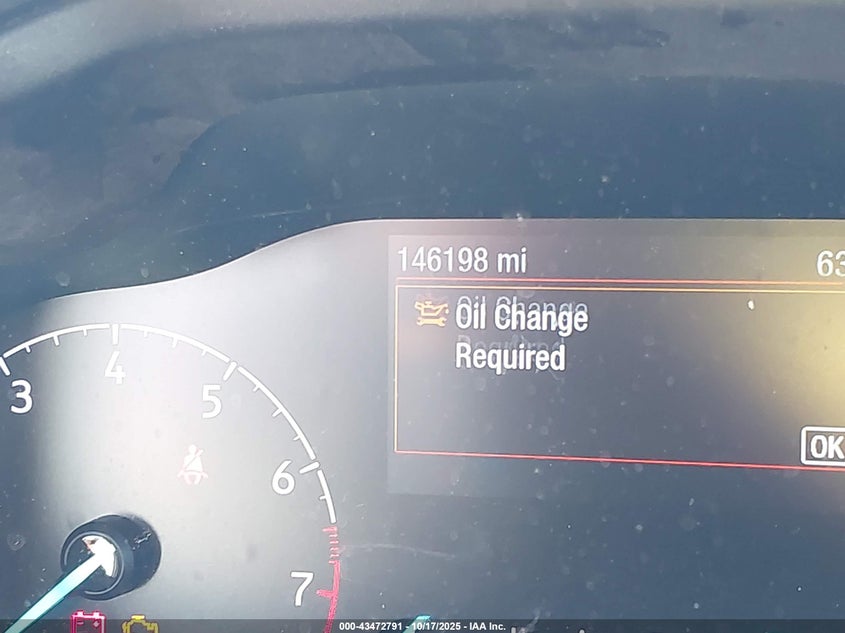 146198 mi 63
Oil Change
Required
OK
3
4
5
6
7
000-43472791 - 10/17/2025 - IAA Inc.